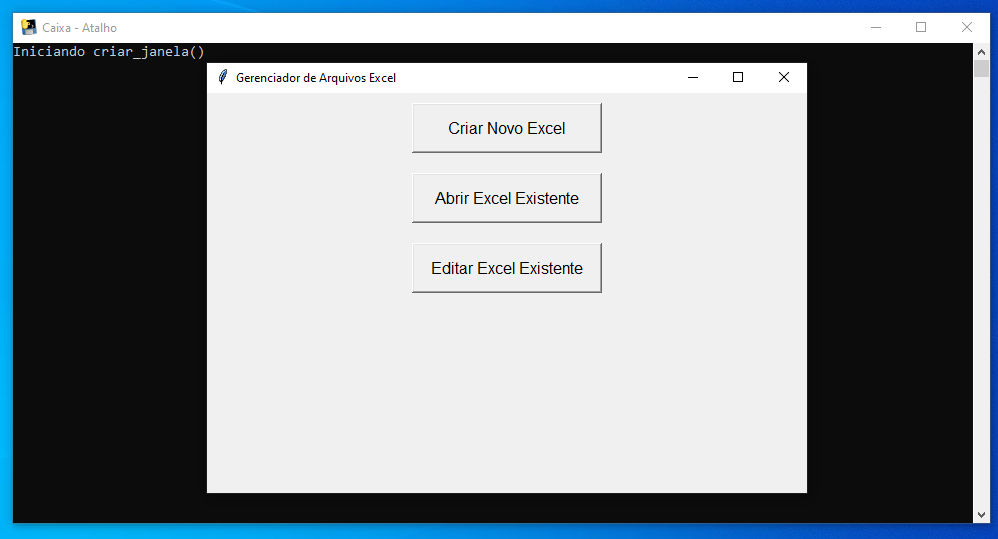 Caixa - Atalho
Iniciando criar_janela()
Gerenciador de Arquivos Excel
Criar Novo Excel
Abrir Excel Existente
Editar Excel Existente